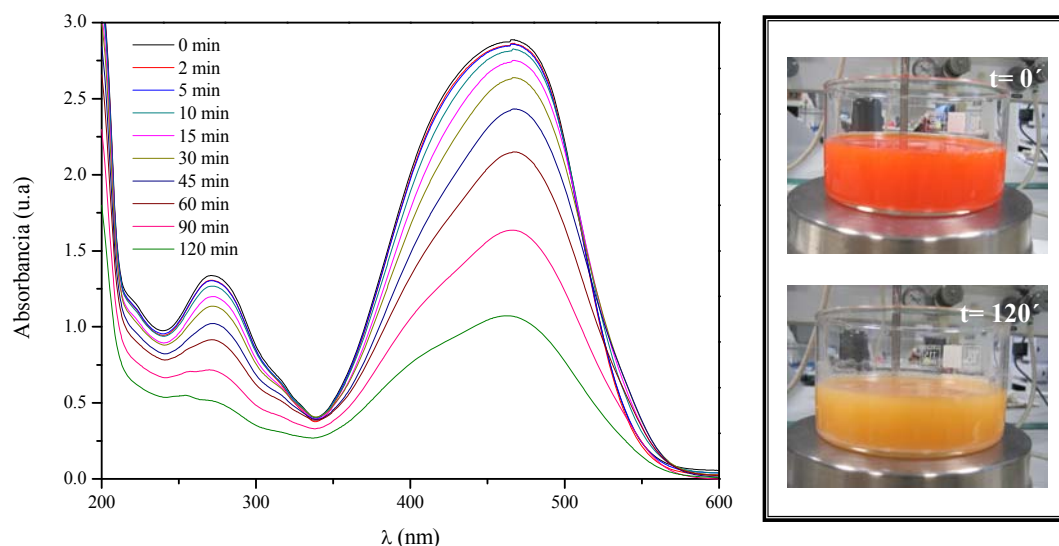 3.0
2.5
2.0
1.5
1.0
0.5
0.0
Absorbancia (u.a)
0 min
2 min
5 min
10 min
15 min
30 min
45 min
60 min
90 min
120 min
200
300
400
500
600
λ (nm)
t= 0´
t= 120´